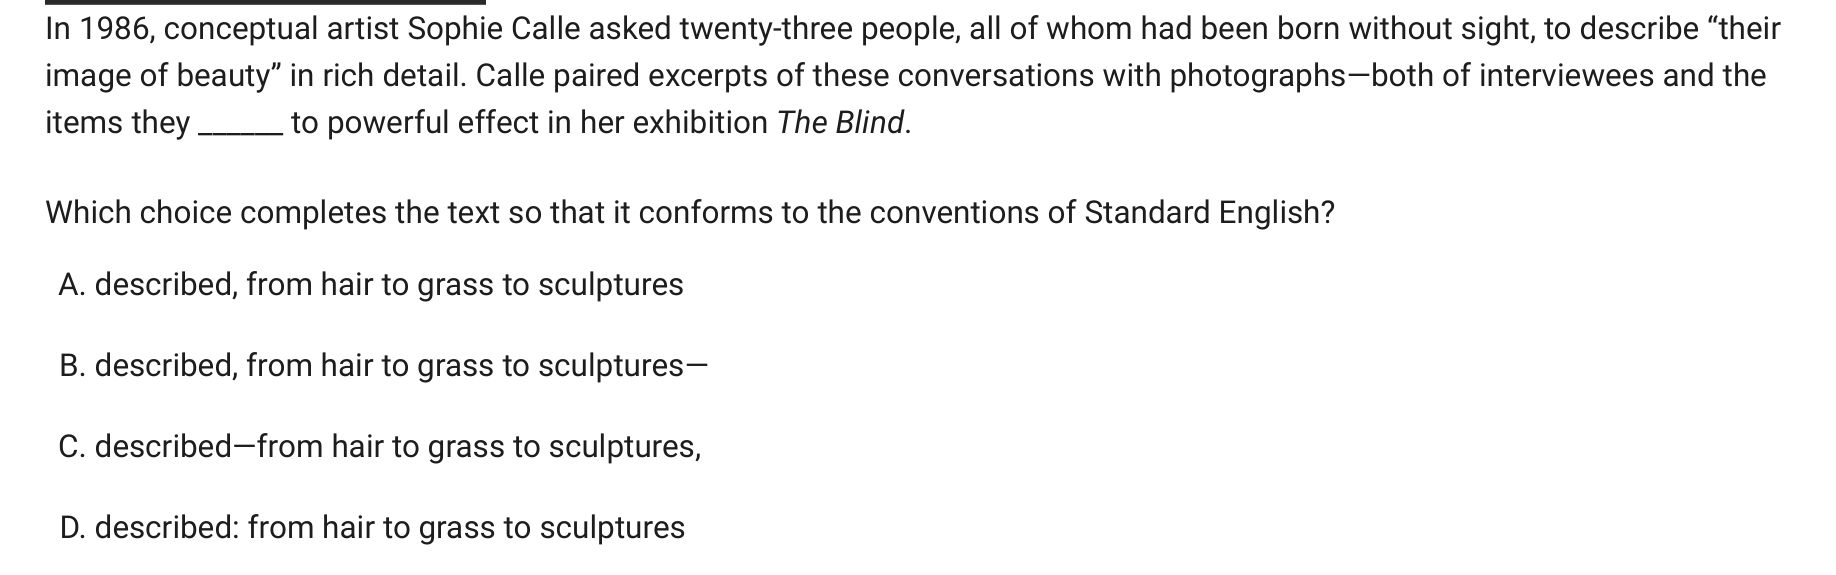 In 1986, conceptual artist Sophie Calle asked twenty-three people, all of whom had been born without sight, to describe “their
image of beauty” in rich detail. Calle paired excerpts of these conversations with photographs—both of interviewees and the
items they ______ to powerful effect in her exhibition The Blind.
Which choice completes the text so that it conforms to the conventions of Standard English?
A. described, from hair to grass to sculptures
B. described, from hair to grass to sculptures—
C. described—from hair to grass to sculptures,
D. described: from hair to grass to sculptures